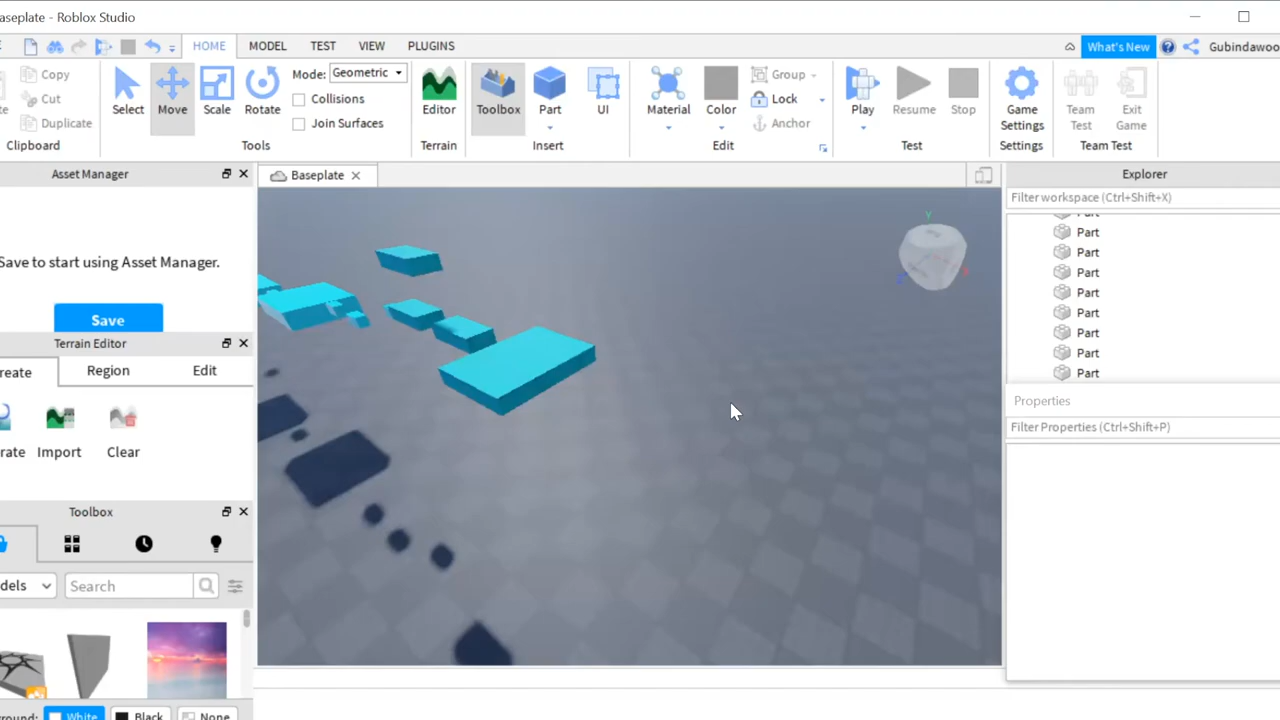 aseplate - Roblox Studio
HOME MODEL TEST VIEW PLUGINS What's New Gubindawoo
Copy
Cut
Duplicate
Clipboard
Select Move Scale Rotate
Mode: Geometric
Collisions
Join Surfaces
Tools
Editor
Terrain
Toolbox Part UI
Insert
Material Color
Group
Lock
Anchor
Edit
Play Resume Stop
Test
Game
Settings
Settings
Team
Test
Exit
Game
Team Test
Asset Manager
Save to start using Asset Manager.
Save
Terrain Editor
reate Region Edit
rate Import Clear
Toolbox
dels Search
round: White Black None
Baseplate
Y
Explorer
Filter workspace (Ctrl+Shift+X)
Part
Part
Part
Part
Part
Part
Part
Part
Part
Properties
Filter Properties (Ctrl+Shift+P)